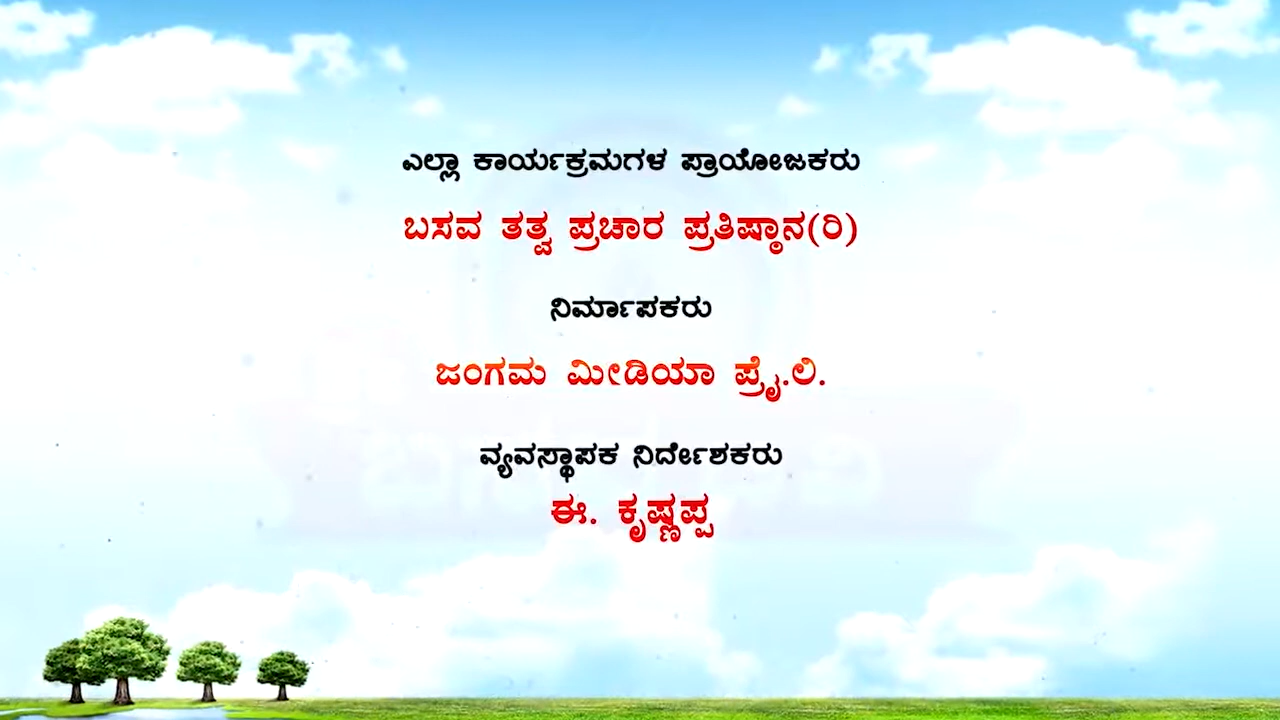 ಎಲ್ಲಾ ಕಾರ್ಯಕ್ರಮಗಳ ಪ್ರಾಯೋಜಕರು
ಬಸವ ತತ್ವ ಪ್ರಚಾರ ಪ್ರತಿಷ್ಠಾನ(ರಿ)
ನಿರ್ಮಾಪಕರು
ಜಂಗಮ ಮೀಡಿಯಾ ಪ್ರೈ.ಲಿ.
ವ್ಯವಸ್ಥಾಪಕ ನಿರ್ದೇಶಕರು
ಈ. ಕೃಷ್ಣಪ್ಪ